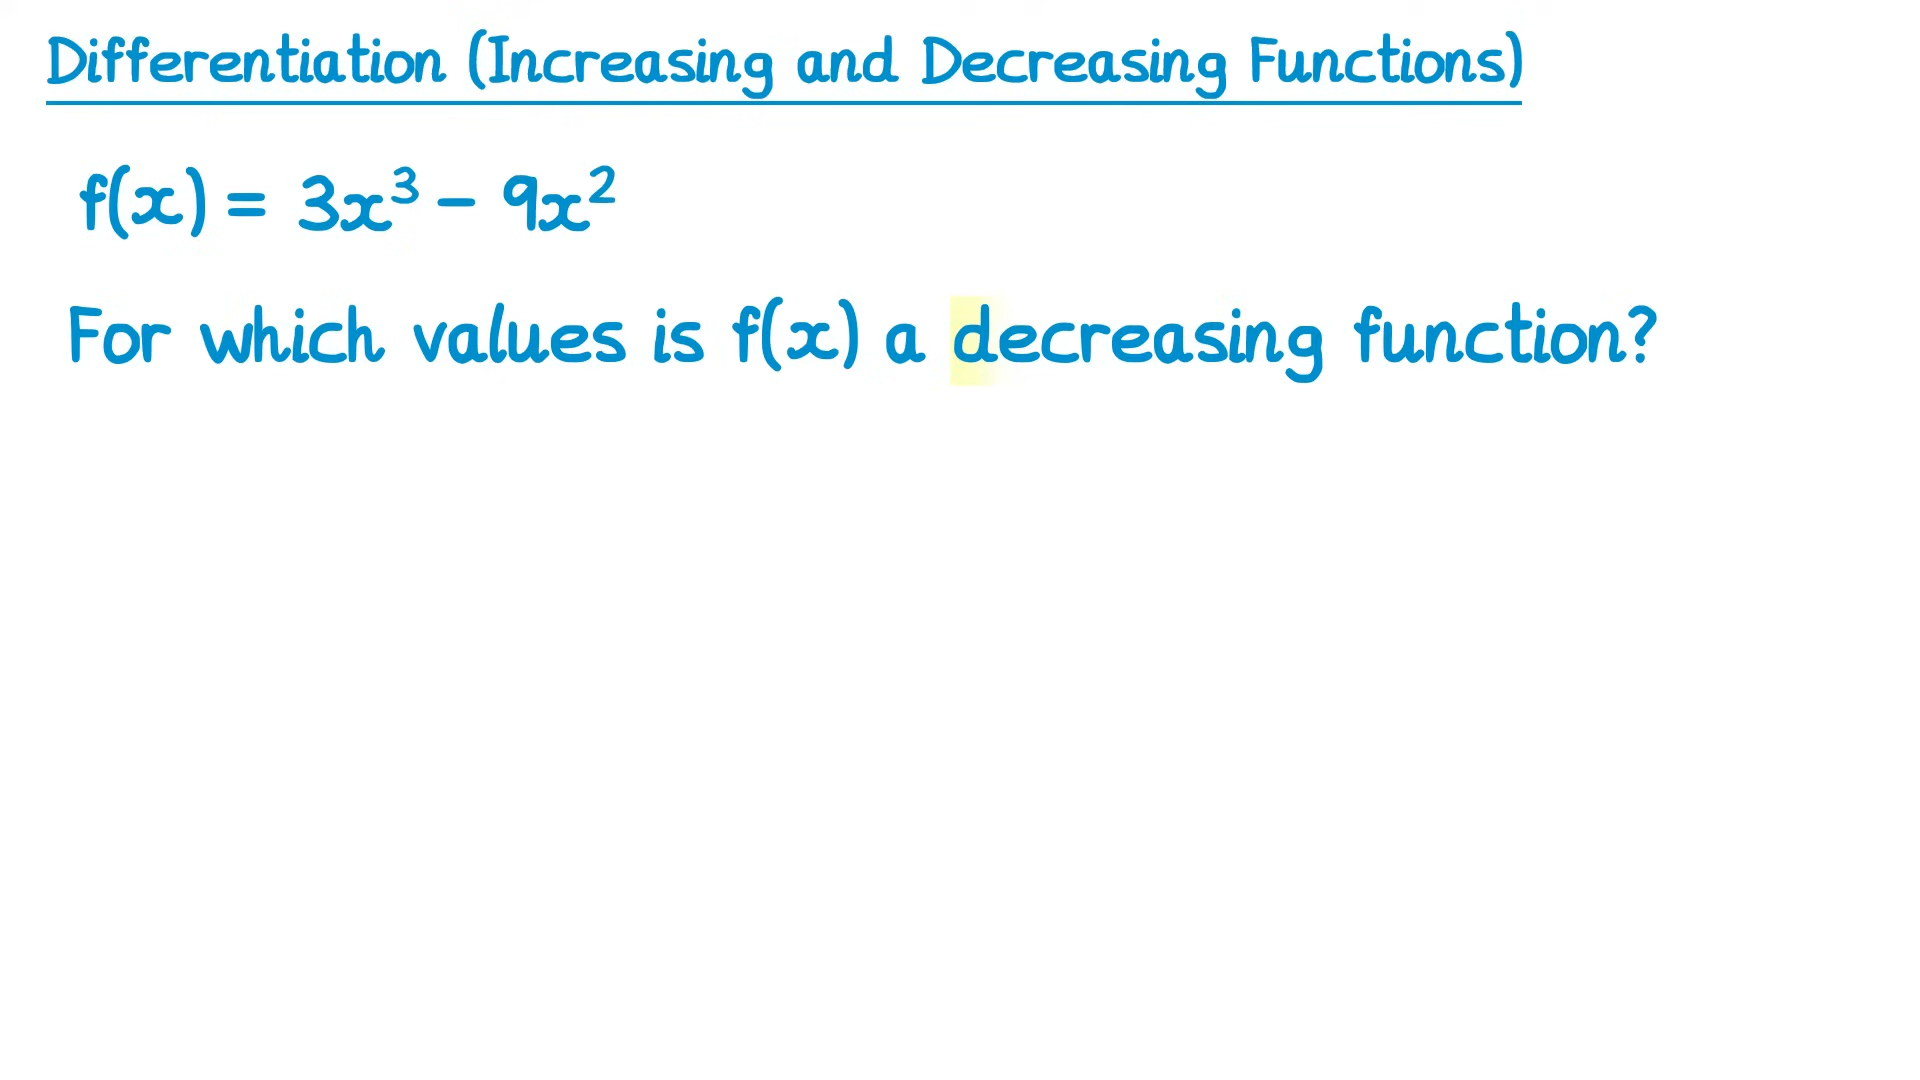 Differentiation (Increasing and Decreasing Functions)
f(x) = 3x³ − 9x²
For which values is f(x) a decreasing function?